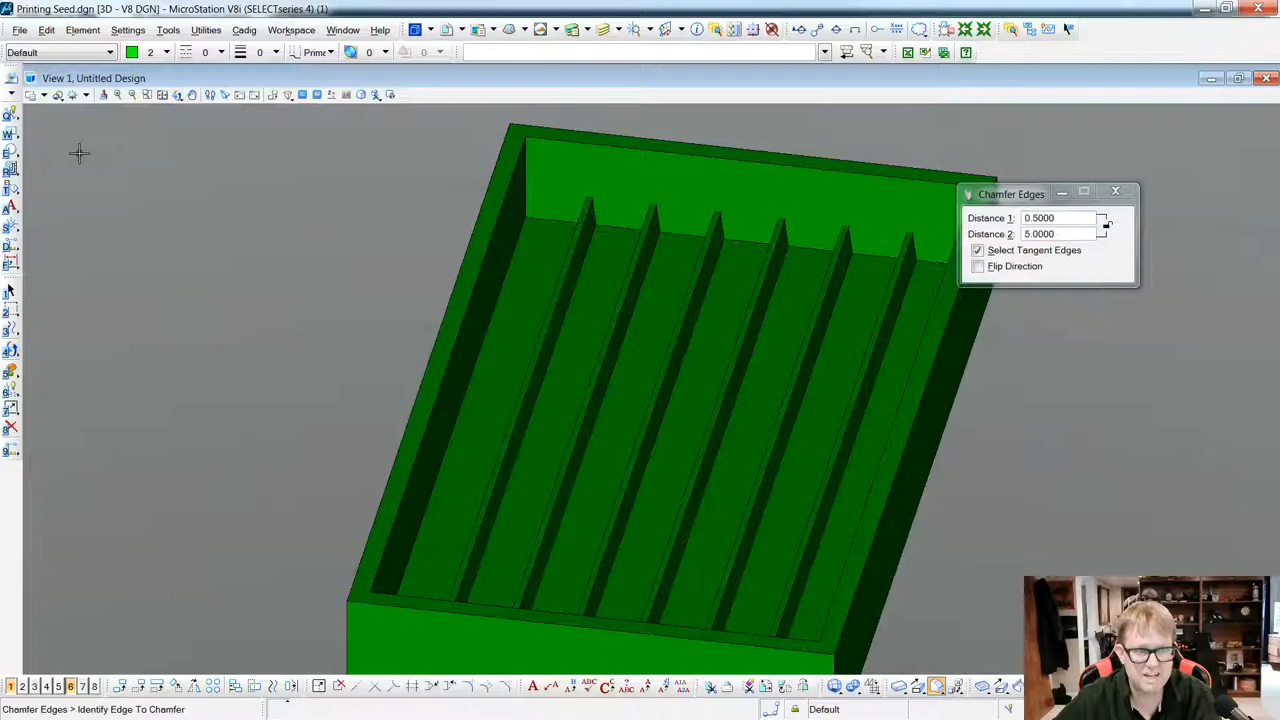 Printing Seed.dgn [3D - V8 DGN] - MicroStation V8i (SELECTseries 4) (1)
File Edit Element Settings Tools Utilities Cadig Workspace Window Help
Default 2 0 0 Prima 0 0
View 1, Untitled Design
Chamfer Edges
Distance 1: 0.5000
Distance 2: 5.0000
Select Tangent Edges
Flip Direction
1 2 3 4 5 6 7 8
Chamfer Edges > Identify Edge To Chamfer
Default